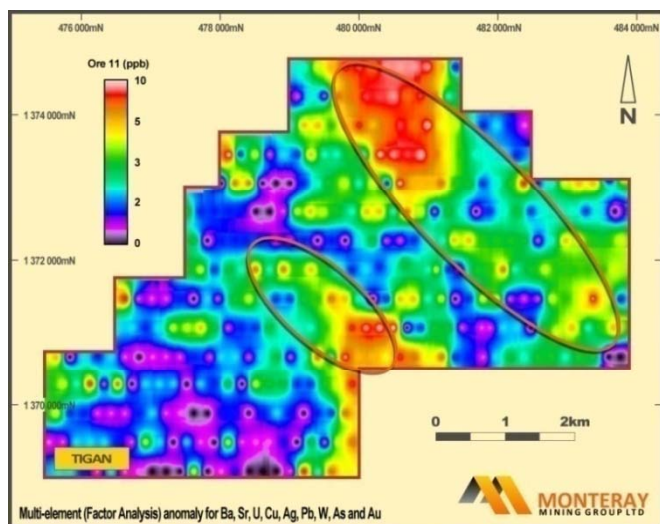 476 000mN 478 000mN 480 000mN 482 000mN 484 000mN
Ore 11 (ppb)
10
5
3
2
0
1 374 000mN
N
1 372 000mN
1 370 000mN
TIGAN
0 1 2km
Multi-element (Factor Analysis) anomaly for Ba, Sr, U, Cu, Ag, Pb, W, As and Au
MONTERAY
MINING GROUP LTD